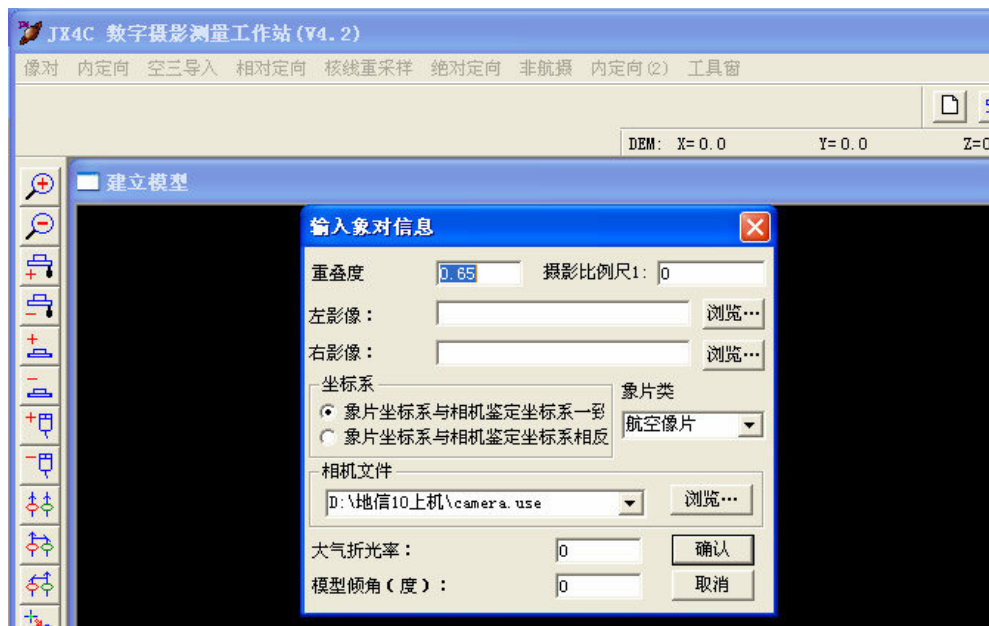 JX4C 数字摄影测量工作站(V4.2)
像对 内定向 空三导入 相对定向 核线重采样 绝对定向 非航摄 内定向(2) 工具窗
DEM: X=0.0 Y=0.0 Z=0
建立模型
输入象对信息
重叠度 0.65 摄影比例尺1: 0
左影像: 浏览…
右影像: 浏览…
坐标系 象片类
象片坐标系与相机鉴定坐标系一致
航空像片
象片坐标系与相机鉴定坐标系相反
相机文件
D:\地信10上机\camera.use 浏览…
大气折光率: 0 确认
模型倾角(度): 0 取消